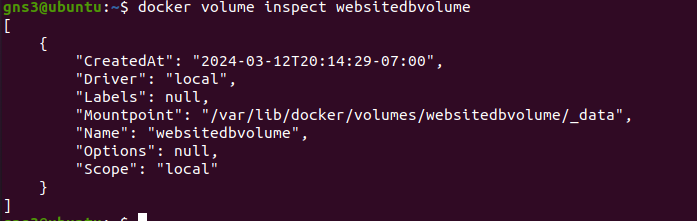 gns3@ubuntu:~$ docker volume inspect websitedbvolume
[
    {
        "CreatedAt": "2024-03-12T20:14:29-07:00",
        "Driver": "local",
        "Labels": null,
        "Mountpoint": "/var/lib/docker/volumes/websitedbvolume/_data",
        "Name": "websitedbvolume",
        "Options": null,
        "Scope": "local"
    }
]
gns3@ubuntu:~$